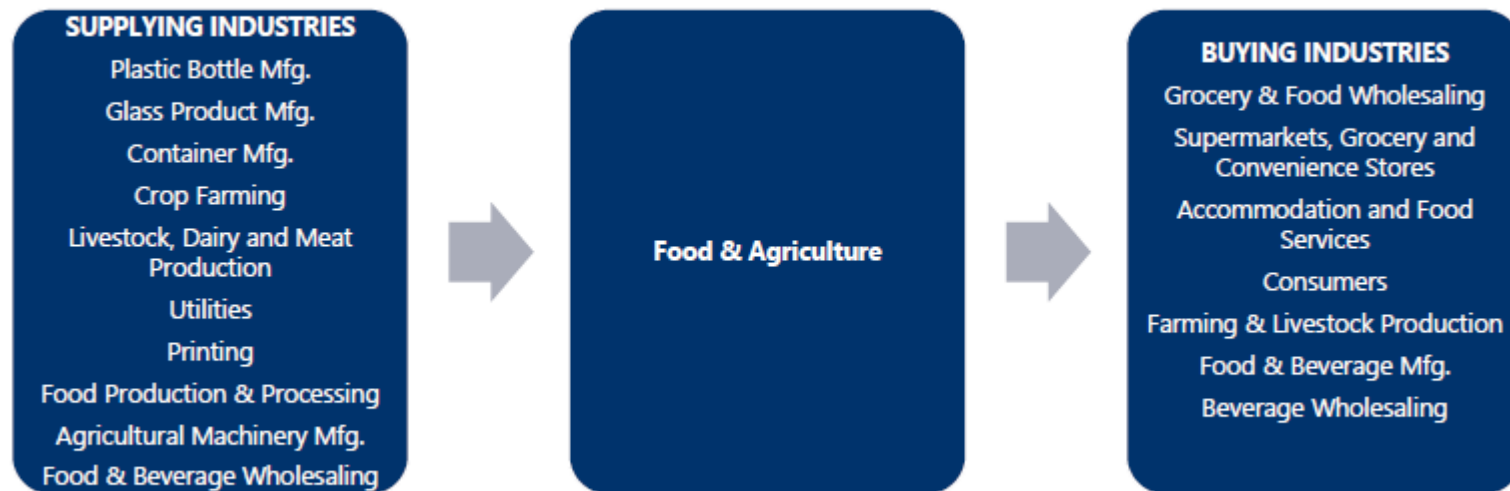 SUPPLYING INDUSTRIES
Plastic Bottle Mfg.
Glass Product Mfg.
Container Mfg.
Crop Farming
Livestock, Dairy and Meat
Production
Utilities
Printing
Food Production & Processing
Agricultural Machinery Mfg.
Food & Beverage Wholesaling
Food & Agriculture
BUYING INDUSTRIES
Grocery & Food Wholesaling
Supermarkets, Grocery and
Convenience Stores
Accommodation and Food
Services
Consumers
Farming & Livestock Production
Food & Beverage Mfg.
Beverage Wholesaling